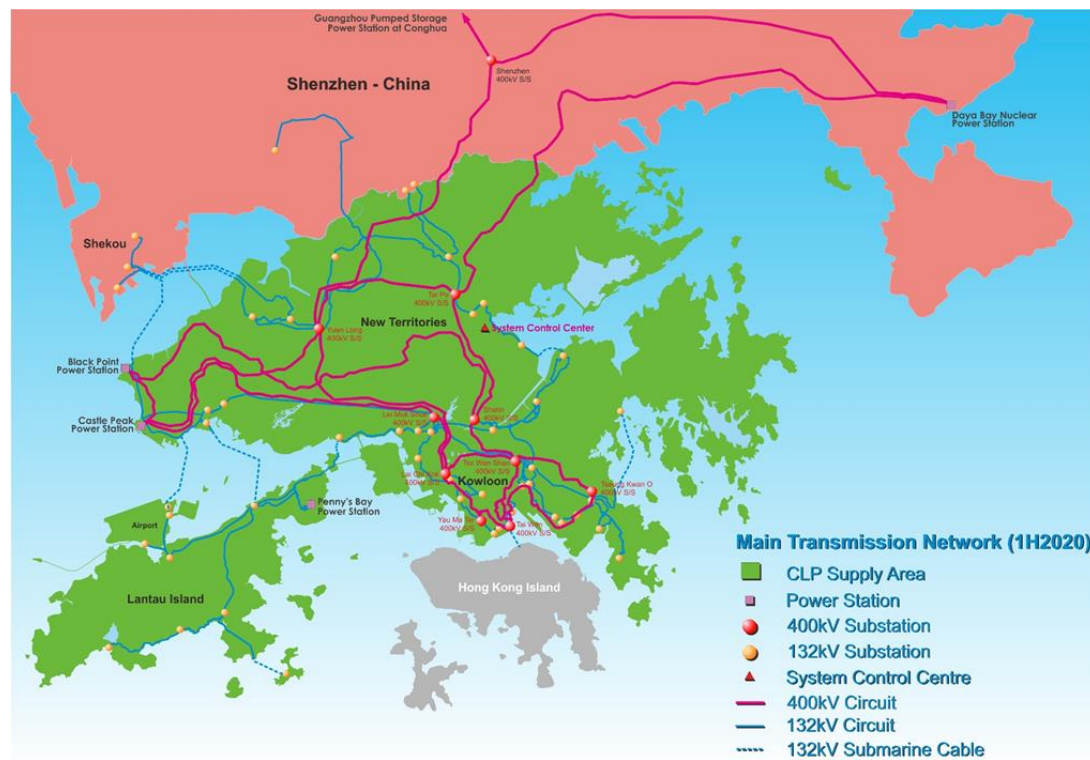 Guangzhou Pumped Storage
Power Station at Conghua
Shenzhen
400kV S/S
Shenzhen - China
Daya Bay Nuclear
Power Station
Shekou
Tai Po
400kV S/S
System Control Center
New Territories
Yuen Long
400kV S/S
Black Point
Power Station
Castle Peak
Power Station
Lai Muk Shue
400kV S/S
Shatin
400kV S/S
Tsz Wan Shan
400kV S/S
Lai Chi Kok
400kV S/S
Kowloon
Tseung Kwan O
400kV S/S
Penny's Bay
Power Station
Airport
Yau Ma Tei
400kV S/S
Tai Wan
400kV S/S
Hong Kong Island
Lantau Island
Main Transmission Network (1H2020)
CLP Supply Area
Power Station
400kV Substation
132kV Substation
System Control Centre
400kV Circuit
132kV Circuit
132kV Submarine Cable